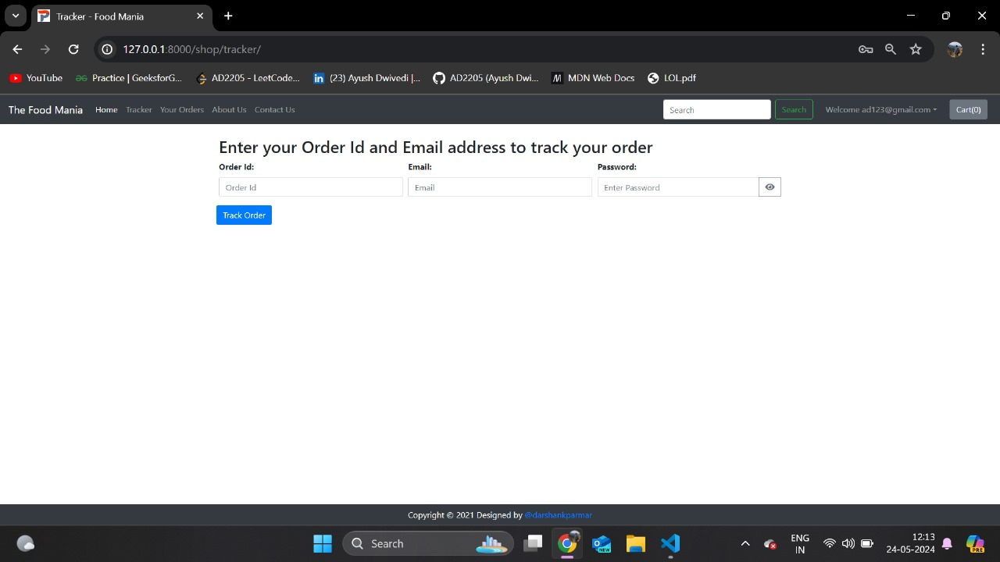 Tracker - Food Mania
127.0.0.1:8000/shop/tracker/
YouTube Practice | GeeksforG... AD2205 - LeetCode... (23) Ayush Dwivedi |... AD2205 (Ayush Dwi... MDN Web Docs LOL.pdf
The Food Mania Home Tracker Your Orders About Us Contact Us Search Search Welcome ad123@gmail.com Cart(0)
Enter your Order Id and Email address to track your order
Order Id: Email: Password:
Order Id Email Enter Password
Track Order
Copyright © 2021 Designed by @darshankparmar
Search NEW ENG 12:13 PRE
IN 24-05-2024